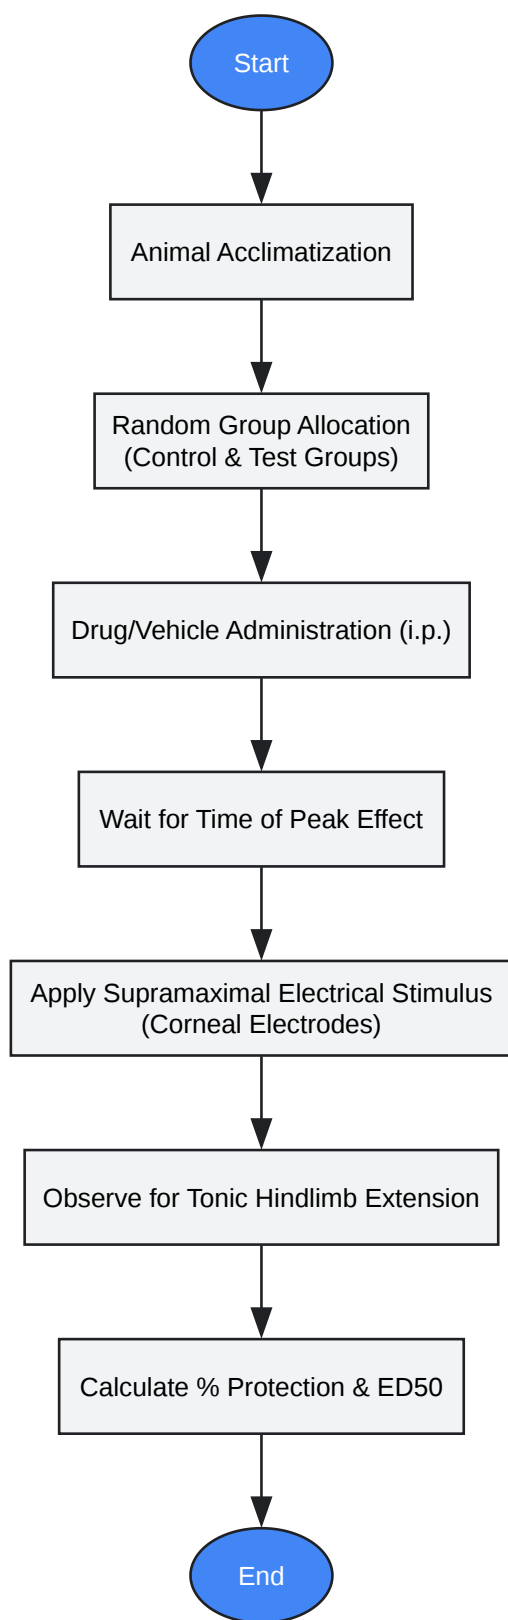 Start
Animal Acclimatization
Random Group Allocation
(Control & Test Groups)
Drug/Vehicle Administration (i.p.)
Wait for Time of Peak Effect
Apply Supramaximal Electrical Stimulus
(Corneal Electrodes)
Observe for Tonic Hindlimb Extension
Calculate % Protection & ED50
End